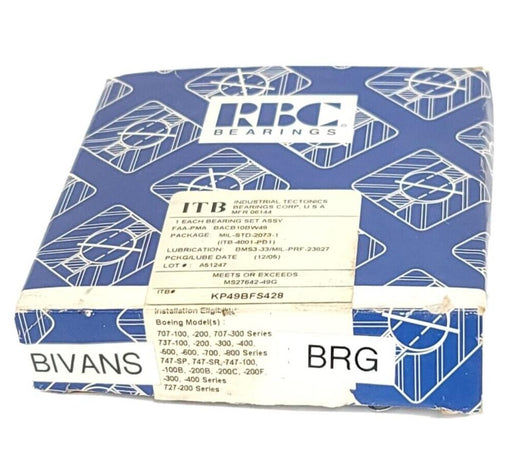 RBC®
BEARINGS
ITB INDUSTRIAL TECTONICS
BEARINGS CORP, U S A
MFR 06144
1 EACH BEARING SET ASSY
FAA-PMA BACB10BW49
PACKAGE MIL-STD-2073-1
(ITB-4001-PD1)
LUBRICATION BMS3-33/MIL-PRF-23827
PCKG/LUBE DATE (12/05)
LOT # A51247
MEETS OR EXCEEDS
MS27642-49G
ITB# KP49BFS428
Installation Eligibility
Boeing Model(s) :
707-100, -200, 707-300 Series
737-100, -200, -300, -400,
-500, -600, -700, -800 Series
747-SP, 747-SR, 747-100,
-100B, -200B, -200C, -200F,
-300, -400 Series
727-200 Series
BIVANS
BRG